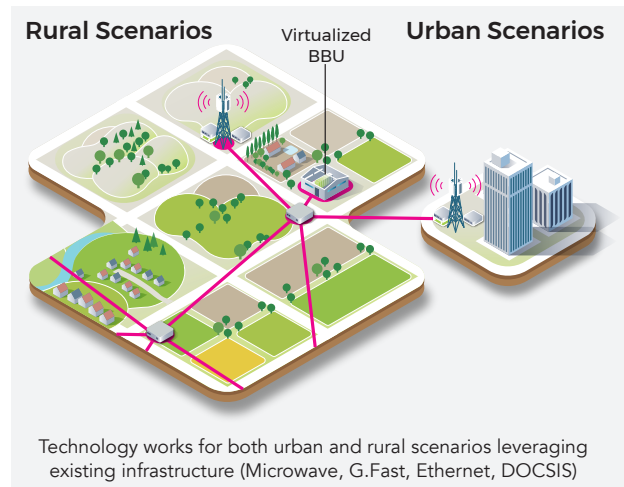 Rural Scenarios
Virtualized
BBU
Urban Scenarios
Technology works for both urban and rural scenarios leveraging
existing infrastructure (Microwave, G.Fast, Ethernet, DOCSIS)